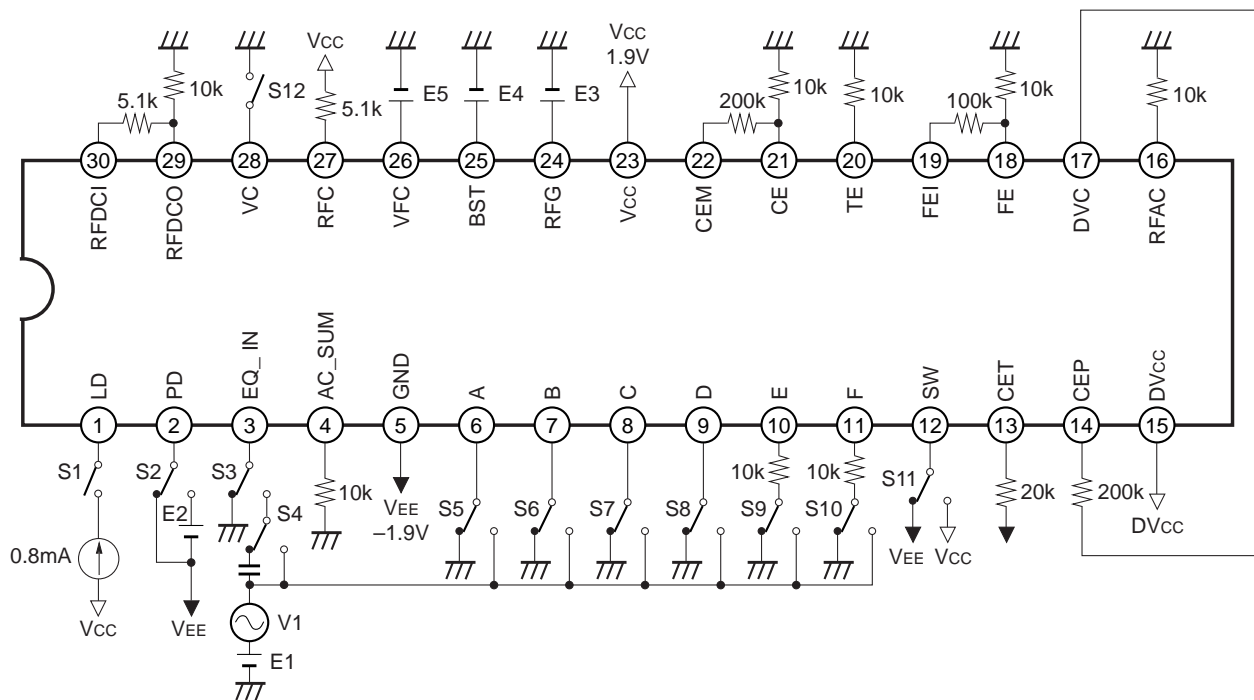 VCC
VCC
1.9V
10k
S12
5.1k
5.1k
E5
E4
E3
200k
10k
10k
100k
10k
10k
30
29
28
27
26
25
24
23
22
21
20
19
18
17
16
RFDCI
RFDCO
VC
RFC
VFC
BST
RFG
VCC
CEM
CE
TE
FEI
FE
DVC
RFAC
LD
PD
EQ_IN
AC_SUM
GND
A
B
C
D
E
F
SW
CET
CEP
DVCC
1
2
3
4
5
6
7
8
9
10
11
12
13
14
15
S1
S2
S3
S4
E2
10k
VEE
–1.9V
S5
S6
S7
S8
10k
S9
10k
S10
S11
20k
200k
VEE
VCC
DVCC
0.8mA
VCC
VEE
V1
E1